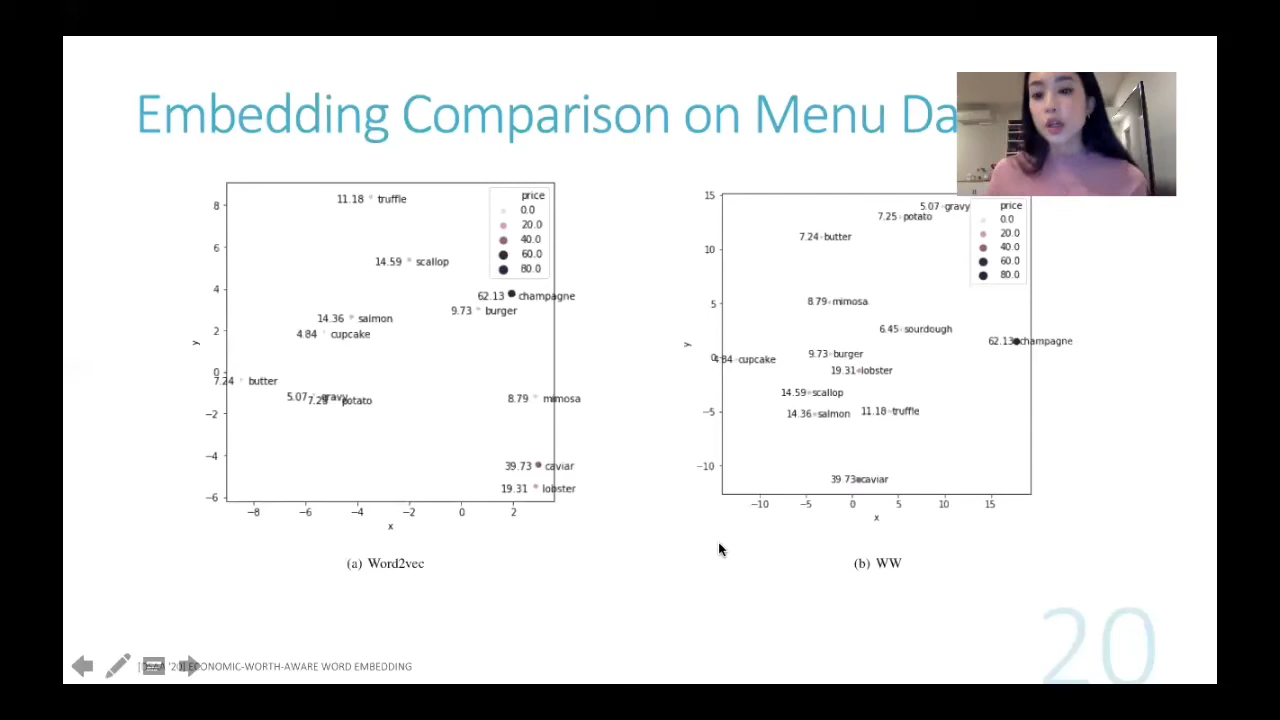 Embedding Comparison on Menu Da
8
6
4
2
0
−2
−4
−6
y
11.18 truffle
14.59 scallop
62.13 champagne
9.73 burger
14.36 salmon
4.84 cupcake
7.24 butter
5.07 gravy
potato
8.79 mimosa
39.73 caviar
19.31 lobster
price
0.0
20.0
40.0
60.0
80.0
−8 −6 −4 −2 0 2
x
(a) Word2vec
15
10
5
0
−5
−10
y
5.07 gravy
7.25 potato
7.24 butter
8.79 mimosa
6.45 sourdough
62.13 champagne
4.84 cupcake
9.73 burger
19.31 lobster
14.59 scallop
14.36 salmon
11.18 truffle
39.73 caviar
price
0.0
20.0
40.0
60.0
80.0
−10 −5 0 5 10 15
x
(b) WW
20
'20] ECONOMIC-WORTH-AWARE WORD EMBEDDING